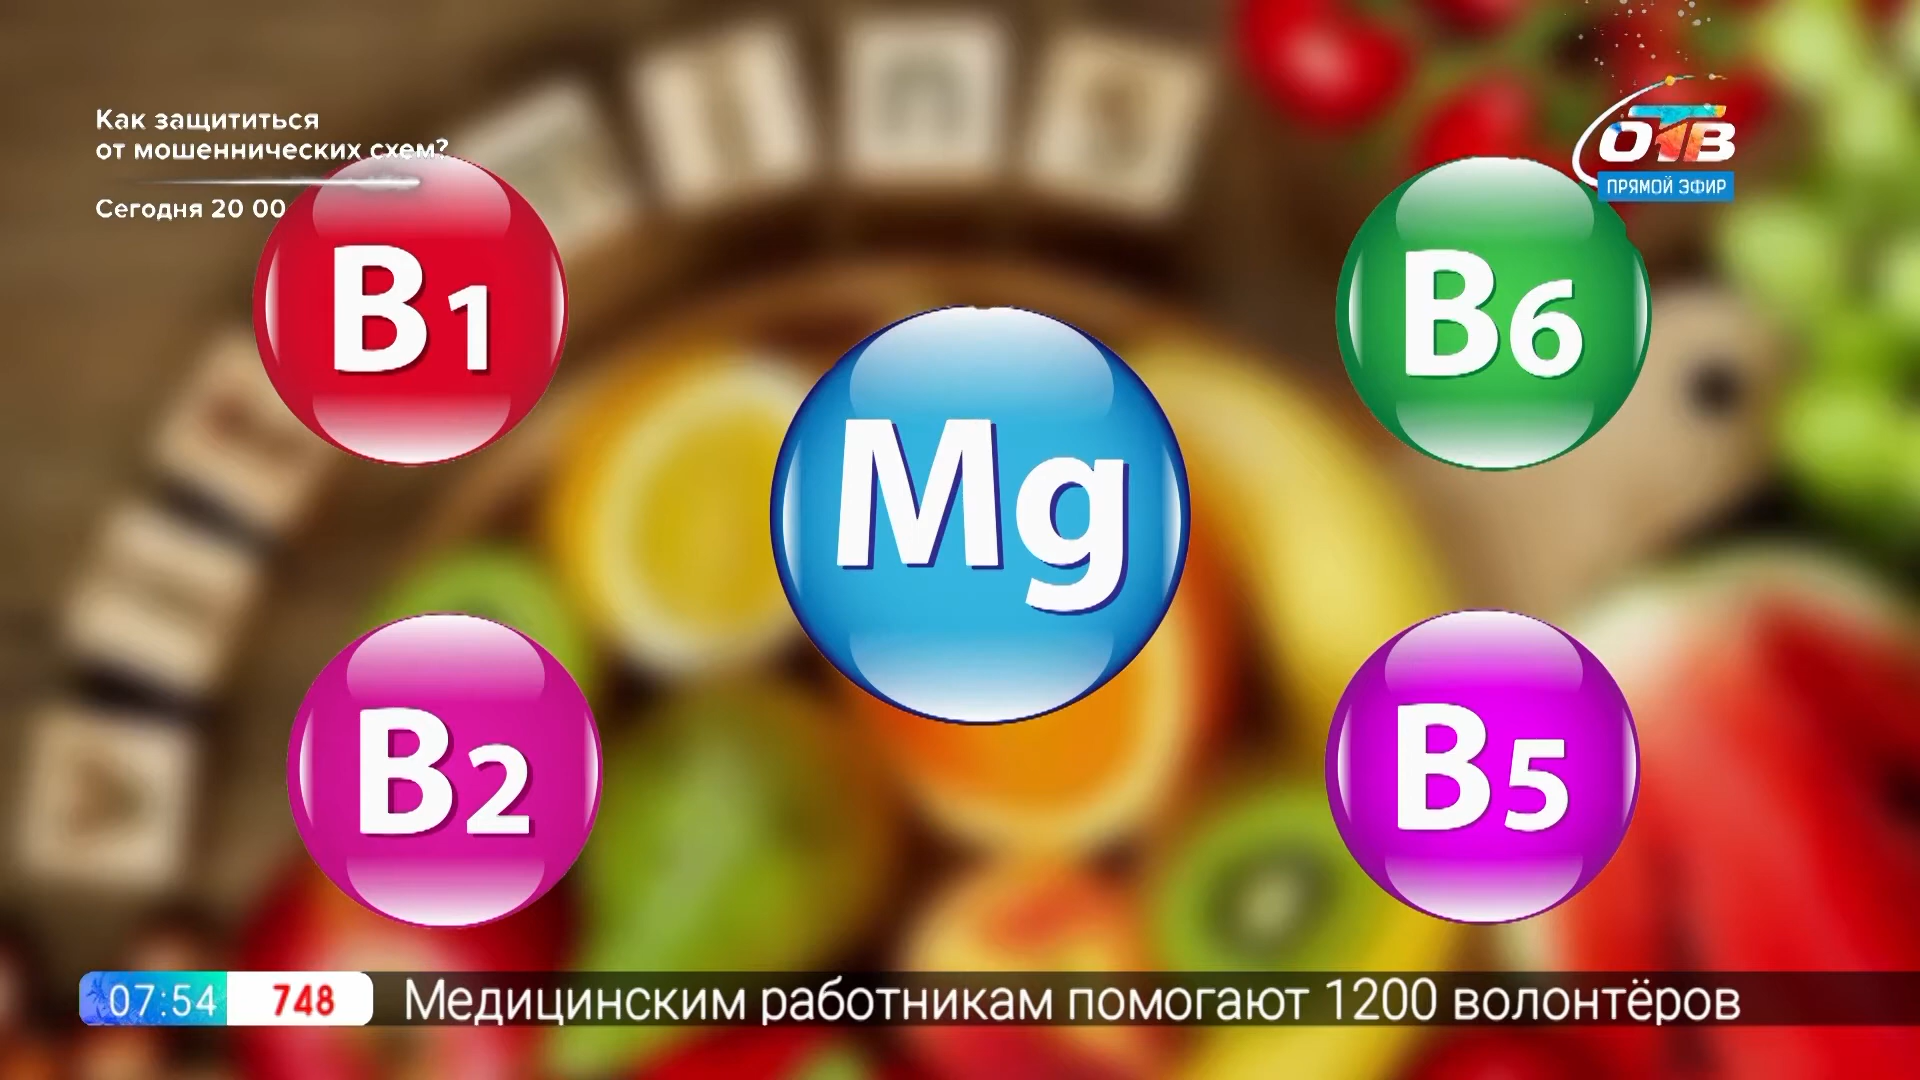 Как защититься
от мошеннических схем?
Сегодня 20 00
ОТВ
ПРЯМОЙ ЭФИР
B1
B6
Mg
B2
B5
07:54 748 Медицинским работникам помогают 1200 волонтёров